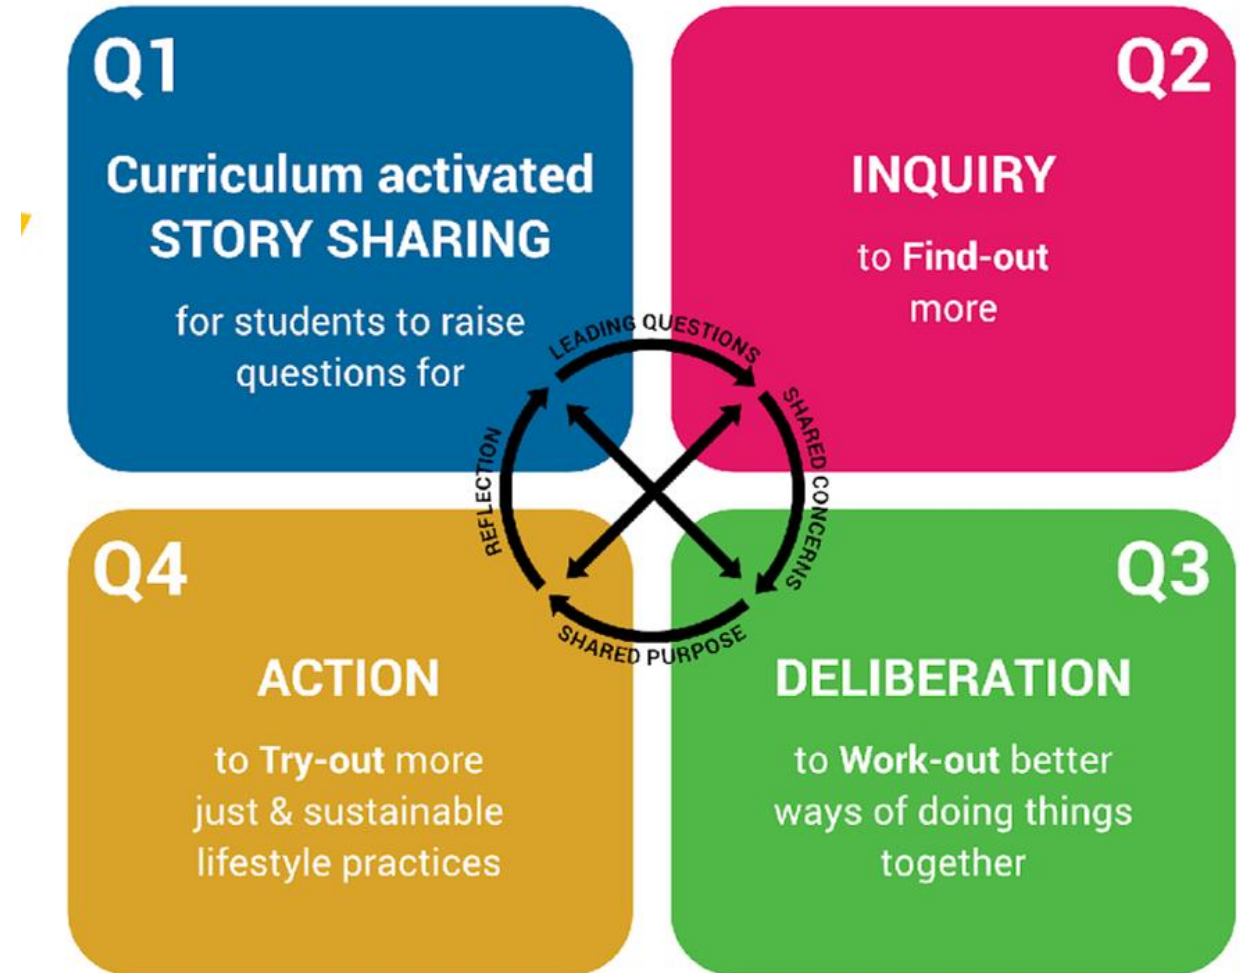 Q1
Curriculum activated
STORY SHARING
for students to raise
questions for
Q2
INQUIRY
to Find-out
more
LEADING QUESTIONS
SHARED CONCERNS
SHARED PURPOSE
REFLECTION
Q4
ACTION
to Try-out more
just & sustainable
lifestyle practices
Q3
DELIBERATION
to Work-out better
ways of doing things
together